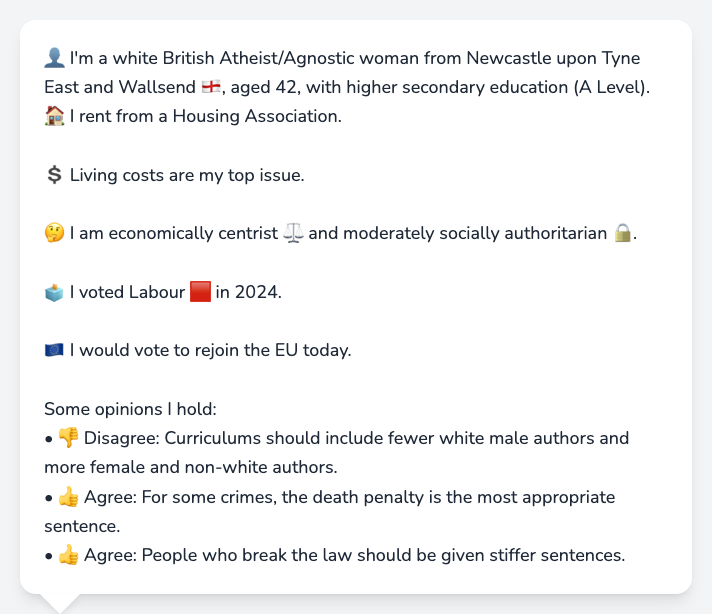 👤 I'm a white British Atheist/Agnostic woman from Newcastle upon Tyne
East and Wallsend 🏴󠁧󠁢󠁥󠁮󠁧󠁿, aged 42, with higher secondary education (A Level).
🏠 I rent from a Housing Association.
💲 Living costs are my top issue.
🤔 I am economically centrist ⚖️ and moderately socially authoritarian 🔒.
🗳️ I voted Labour 🟥 in 2024.
🇪🇺 I would vote to rejoin the EU today.
Some opinions I hold:
• 👎 Disagree: Curriculums should include fewer white male authors and
more female and non-white authors.
• 👍 Agree: For some crimes, the death penalty is the most appropriate
sentence.
• 👍 Agree: People who break the law should be given stiffer sentences.